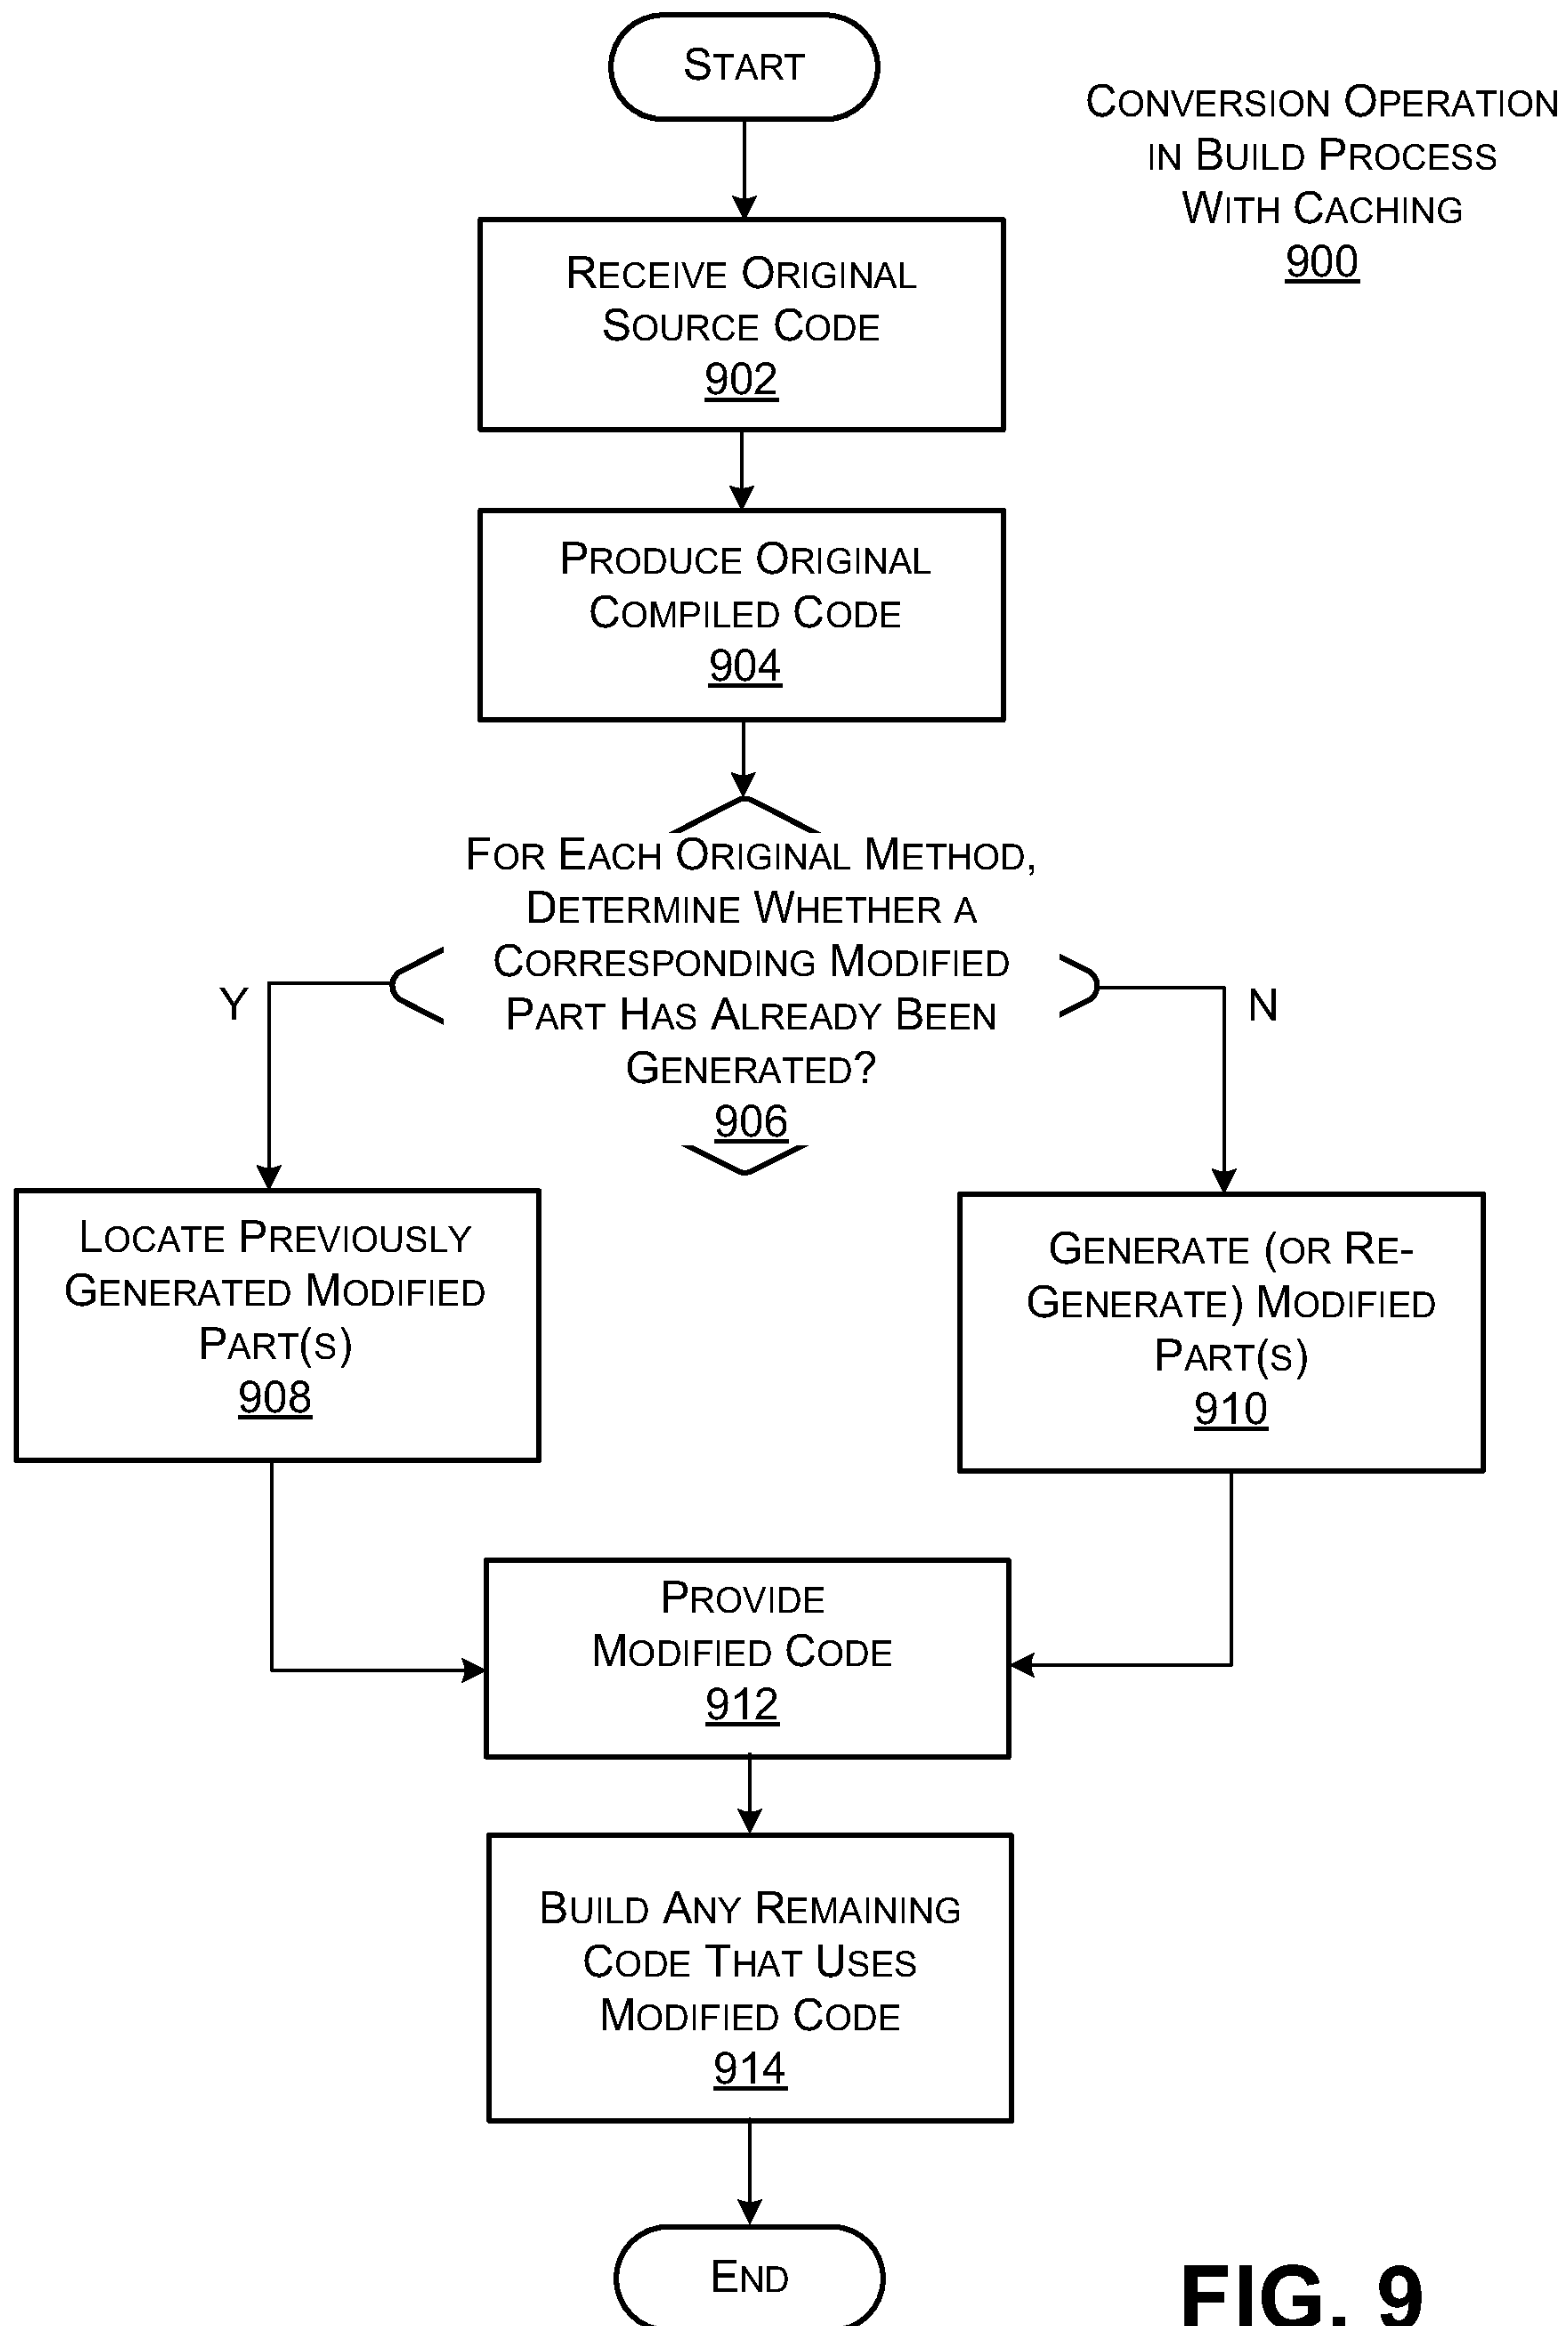 START
CONVERSION OPERATION
IN BUILD PROCESS
WITH CACHING
900
RECEIVE ORIGINAL
SOURCE CODE
902
PRODUCE ORIGINAL
COMPILED CODE
904
FOR EACH ORIGINAL METHOD,
DETERMINE WHETHER A
CORRESPONDING MODIFIED
PART HAS ALREADY BEEN
GENERATED?
906
Y
N
LOCATE PREVIOUSLY
GENERATED MODIFIED
PART(S)
908
GENERATE (OR RE-
GENERATE) MODIFIED
PART(S)
910
PROVIDE
MODIFIED CODE
912
BUILD ANY REMAINING
CODE THAT USES
MODIFIED CODE
914
END
FIG. 9